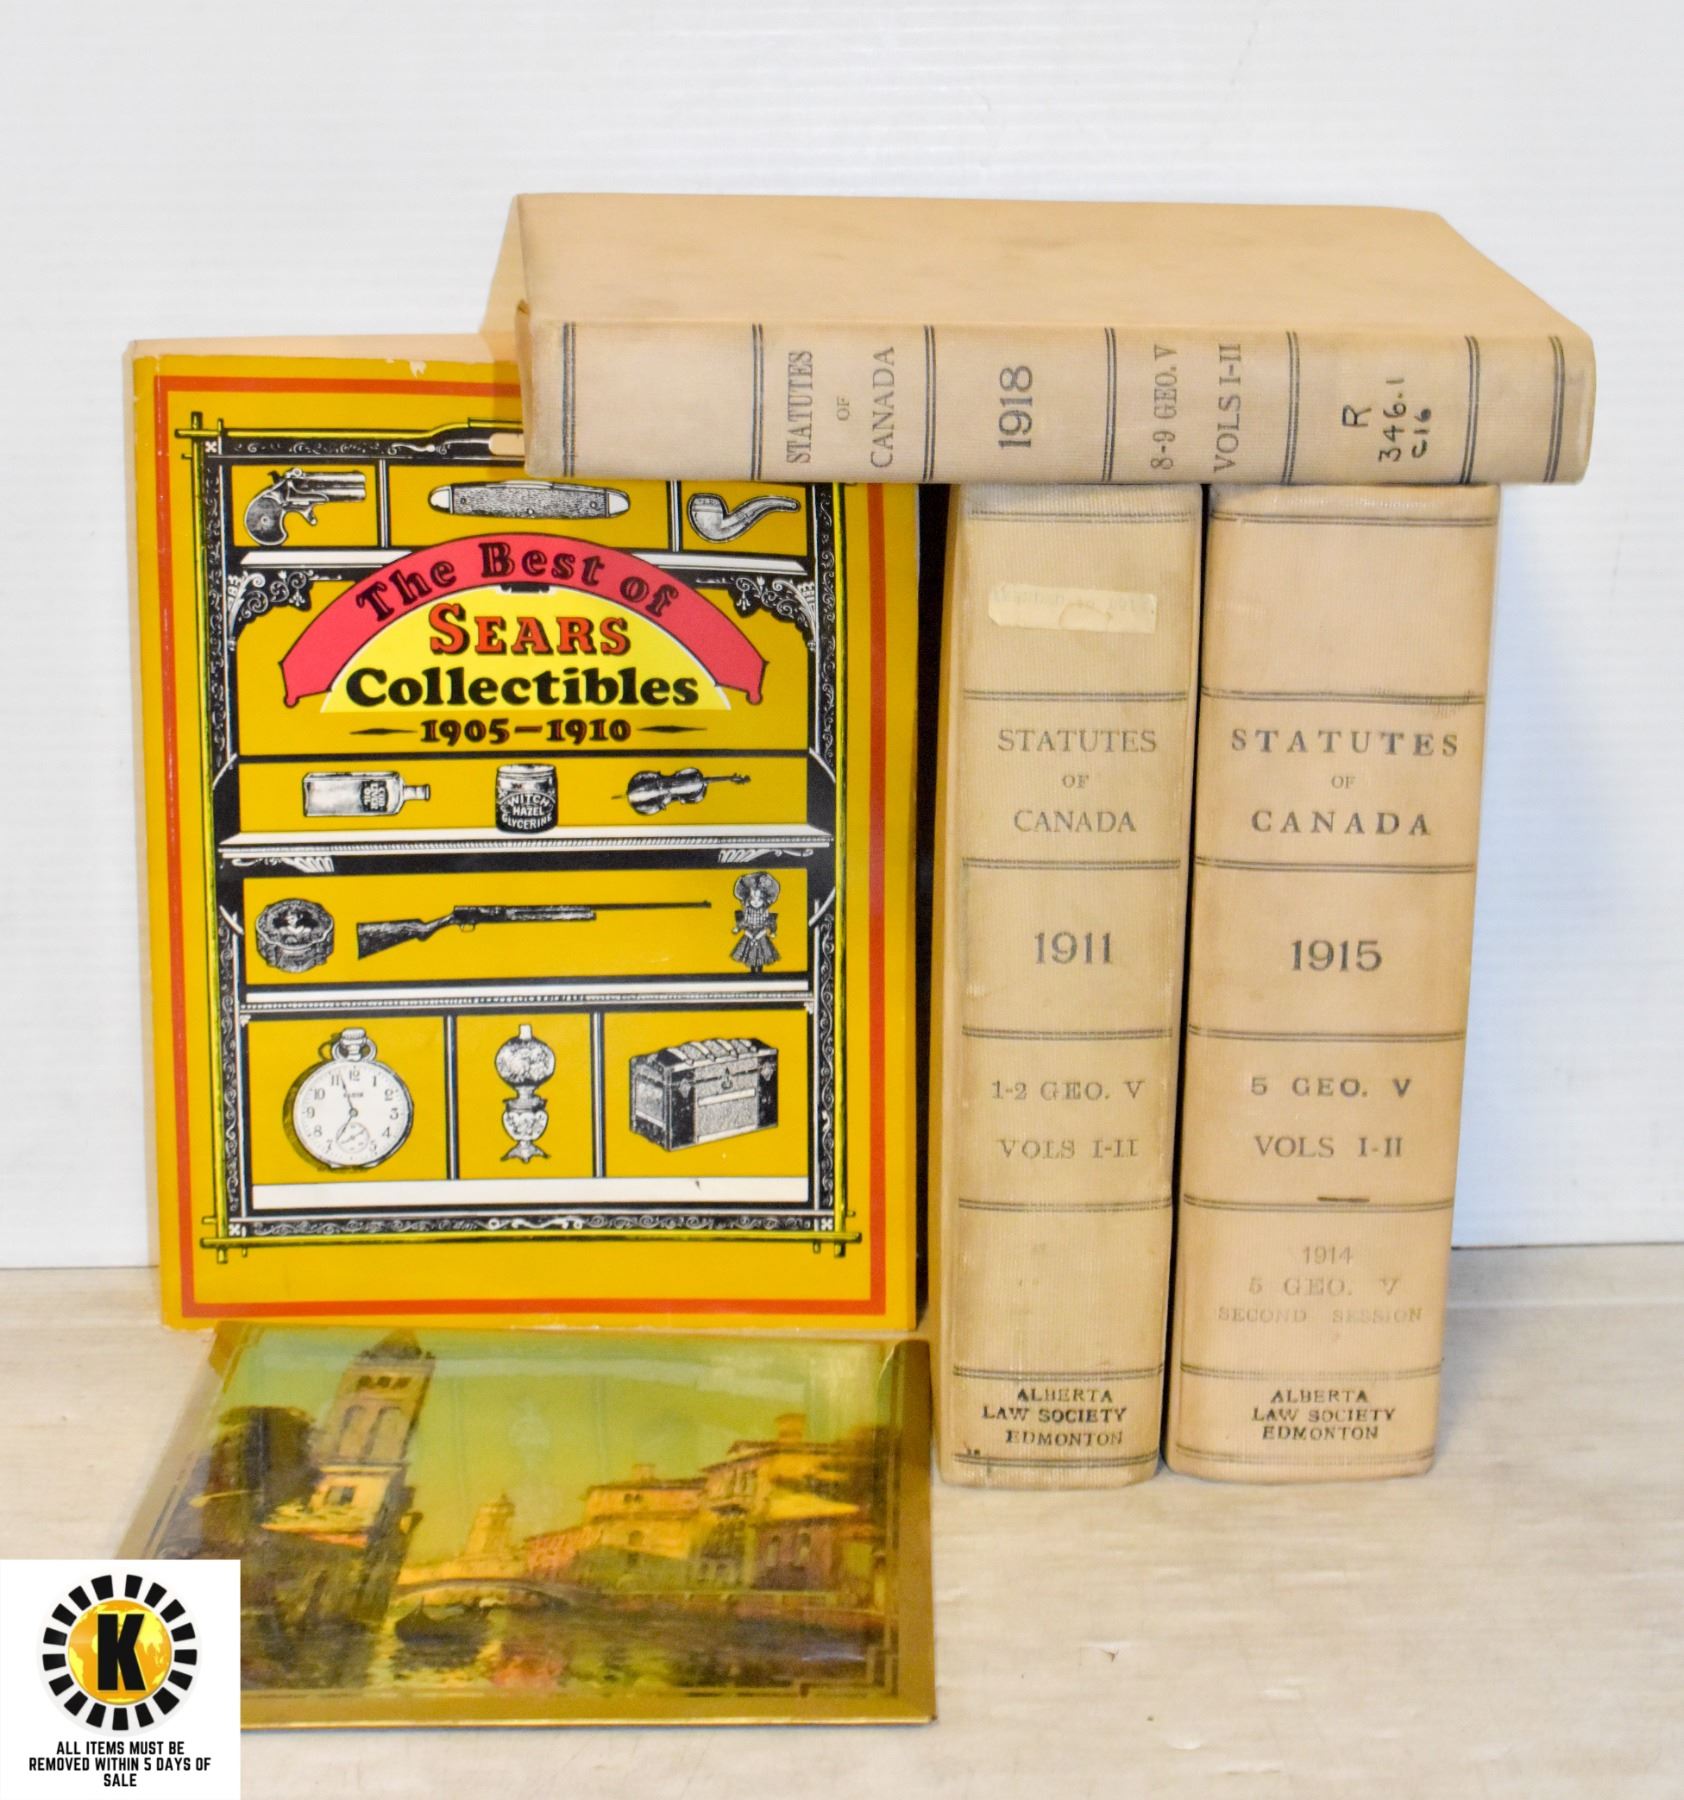 STATUTES
OF
CANADA
1918
8-9 GEO. V
VOLS I-II
R
346.1
C16
The Best of
SEARS
Collectibles
1905-1910
WITCH
HAZEL
GLYCERINE
STATUTES
OF
CANADA
1911
1-2 GEO. V
VOLS I-II
ALBERTA
LAW SOCIETY
EDMONTON
STATUTES
OF
CANADA
1915
5 GEO. V
VOLS I-II
1914
5 GEO. V
SECOND SESSION
ALBERTA
LAW SOCIETY
EDMONTON
K
ALL ITEMS MUST BE
REMOVED WITHIN 5 DAYS OF
SALE